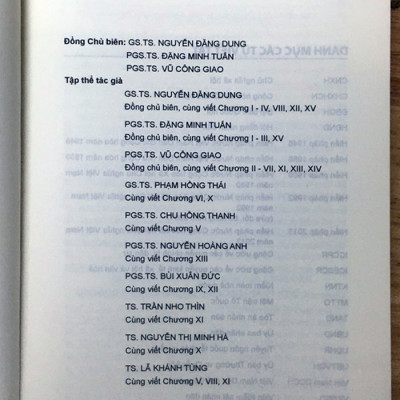 Đồng Chủ biên: GS.TS. NGUYỄN ĐĂNG DUNG
PGS.TS. ĐẶNG MINH TUẤN
PGS.TS. VŨ CÔNG GIAO
Tập thể tác giả
GS.TS. NGUYỄN ĐĂNG DUNG
Đồng chủ biên, cùng viết Chương I - IV, VIII, XII, XV
PGS.TS. ĐẶNG MINH TUẤN
Đồng chủ biên, cùng viết Chương I - III, XV
PGS.TS. VŨ CÔNG GIAO
Đồng chủ biên, cùng viết Chương II - VII, XI, XIII, XIV
GS.TS. PHẠM HỒNG THÁI
Cùng viết Chương VI, X
PGS.TS. CHU HỒNG THANH
Cùng viết Chương V
PGS.TS. NGUYỄN HOÀNG ANH
Cùng viết Chương XIII
PGS.TS. BÙI XUÂN ĐỨC
Cùng viết Chương IX, XII
TS. TRẦN NHO THÌN
Cùng viết Chương XI
TS. NGUYỄN THỊ MINH HÀ
Cùng viết Chương X
TS. LÃ KHÁNH TÙNG
Cùng viết Chương V, VIII, XI